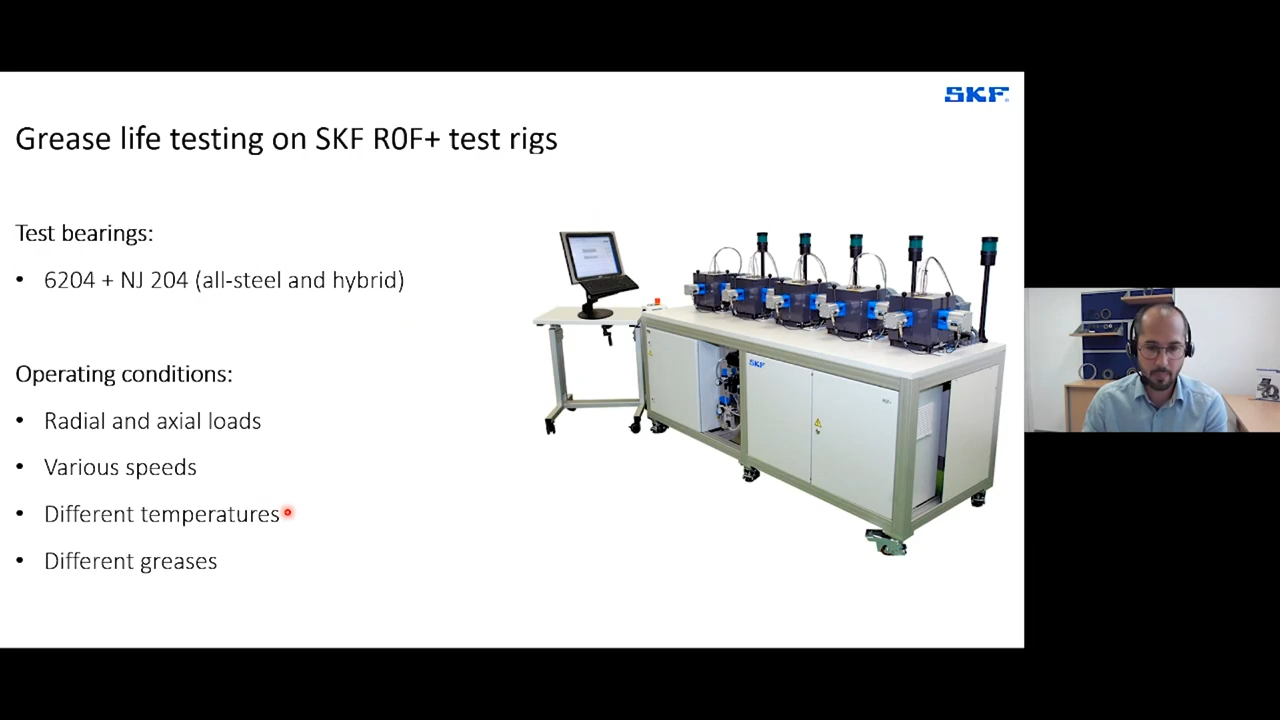 SKF
Grease life testing on SKF R0F+ test rigs
Test bearings:
• 6204 + NJ 204 (all-steel and hybrid)
Operating conditions:
• Radial and axial loads
• Various speeds
• Different temperatures
• Different greases
SKF